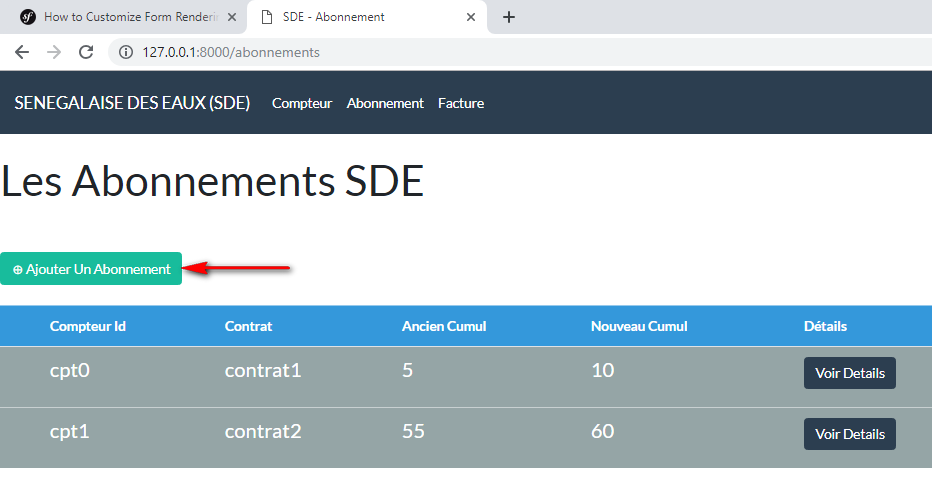 How to Customize Form Renderin
SDE - Abonnement
127.0.0.1:8000/abonnements
SENEGALAISE DES EAUX (SDE) Compteur Abonnement Facture
Les Abonnements SDE
⊕ Ajouter Un Abonnement
Compteur Id Contrat Ancien Cumul Nouveau Cumul Détails
cpt0 contrat1 5 10 Voir Details
cpt1 contrat2 55 60 Voir Details